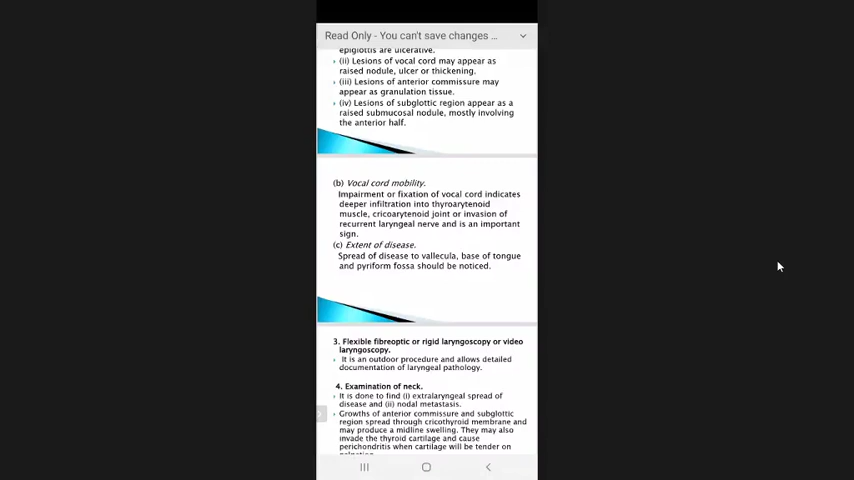 Read Only - You can't save changes ...
epiglottis are ulcerative.
(ii) Lesions of vocal cord may appear as
raised nodule, ulcer or thickening.
(iii) Lesions of anterior commissure may
appear as granulation tissue.
(iv) Lesions of subglottic region appear as a
raised submucosal nodule, mostly involving
the anterior half.
(b) Vocal cord mobility.
Impairment or fixation of vocal cord indicates
deeper infiltration into thyroarytenoid
muscle, cricoarytenoid joint or invasion of
recurrent laryngeal nerve and is an important
sign.
(c) Extent of disease.
Spread of disease to vallecula, base of tongue
and pyriform fossa should be noticed.
3. Flexible fibreoptic or rigid laryngoscopy or video
laryngoscopy.
It is an outdoor procedure and allows detailed
documentation of laryngeal pathology.
4. Examination of neck.
It is done to find (i) extralaryngeal spread of
disease and (ii) nodal metastasis.
Growths of anterior commissure and subglottic
region spread through cricothyroid membrane and
may produce a midline swelling. They may also
invade the thyroid cartilage and cause
perichondritis when cartilage will be tender on